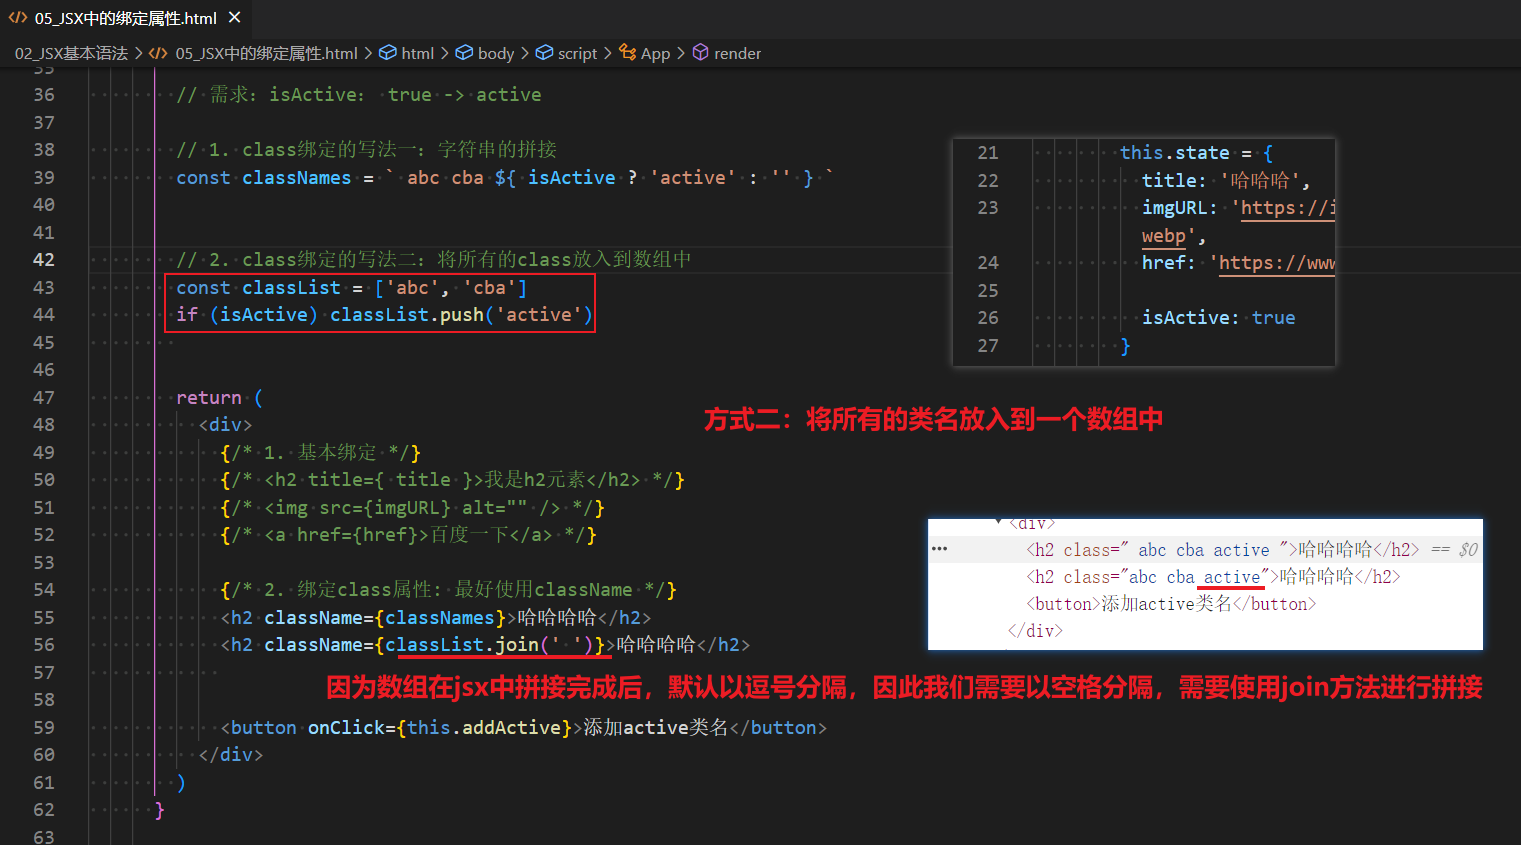 05_JSX中的绑定属性.html ×
02_JSX基本语法 > 05_JSX中的绑定属性.html > html > body > script > App > render
35
36 // 需求：isActive： true -> active
37
38 // 1. class绑定的写法一：字符串的拼接
39 const classNames = ` abc cba ${ isActive ? 'active' : '' } `
40
41
42 // 2. class绑定的写法二：将所有的class放入到数组中
43 const classList = ['abc', 'cba']
44 if (isActive) classList.push('active')
45
46
47 return (
48 <div>
49 {/* 1. 基本绑定 */}
50 {/* <h2 title={ title }>我是h2元素</h2> */}
51 {/* <img src={imgURL} alt="" /> */}
52 {/* <a href={href}>百度一下</a> */}
53
54 {/* 2. 绑定class属性: 最好使用className */}
55 <h2 className={classNames}>哈哈哈哈</h2>
56 <h2 className={classList.join(' ')}>哈哈哈哈</h2>
57
58
59 <button onClick={this.addActive}>添加active类名</button>
60 </div>
61 )
62 }
63
21 this.state = {
22 title: '哈哈哈',
23 imgURL: 'https://i
webp',
24 href: 'https://www
25
26 isActive: true
27 }
方式二：将所有的类名放入到一个数组中
<div>
<h2 class=" abc cba active ">哈哈哈哈</h2> == $0
<h2 class="abc cba active">哈哈哈哈</h2>
<button>添加active类名</button>
</div>
因为数组在jsx中拼接完成后，默认以逗号分隔，因此我们需要以空格分隔，需要使用join方法进行拼接